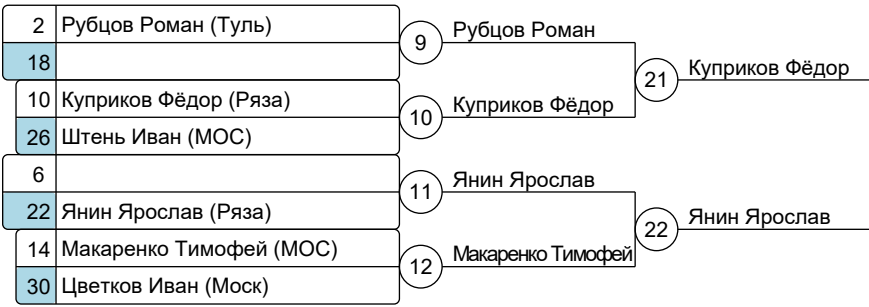 2 Рубцов Роман (Туль)
18
9 Рубцов Роман
10 Куприков Фёдор (Ряза)
26 Штень Иван (МОС)
10 Куприков Фёдор
21 Куприков Фёдор
6
22 Янин Ярослав (Ряза)
11 Янин Ярослав
14 Макаренко Тимофей (МОС)
30 Цветков Иван (Моск)
12 Макаренко Тимофей
22 Янин Ярослав